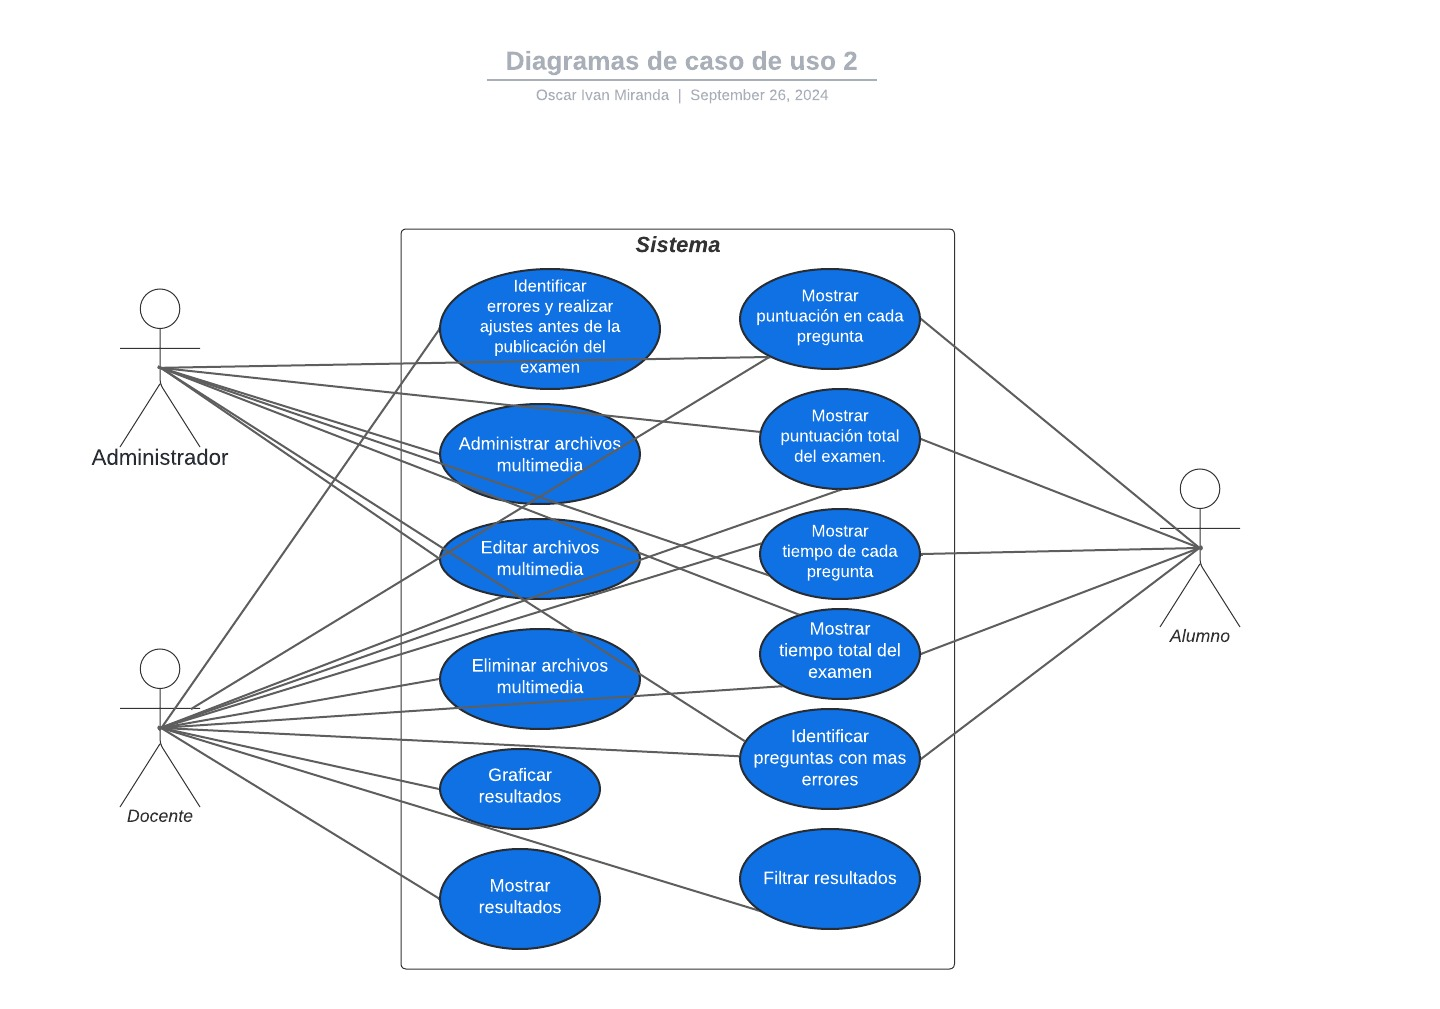 Diagramas de caso de uso 2
Oscar Ivan Miranda | September 26, 2024
Sistema
Identificar
errores y realizar
ajustes antes de la
publicación del
examen
Mostrar
puntuación en cada
pregunta
Administrador
Administrar archivos
multimedia
Mostrar
puntuación total
del examen.
Editar archivos
multimedia
Mostrar
tiempo de cada
pregunta
Alumno
Eliminar archivos
multimedia
Mostrar
tiempo total del
examen
Docente
Graficar
resultados
Identificar
preguntas con mas
errores
Mostrar
resultados
Filtrar resultados